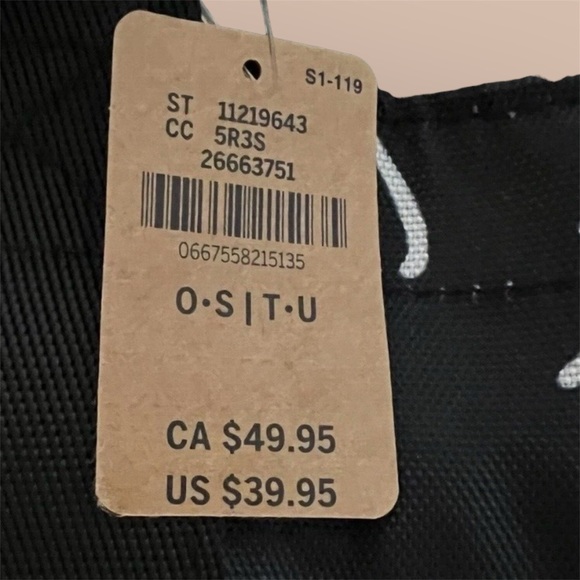 S1-119
ST 11219643
CC 5R3S
26663751
0667558215135
O•S|T•U
CA $49.95
US $39.95